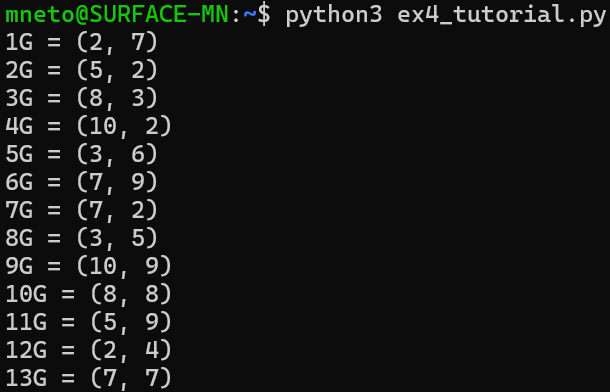 mneto@SURFACE-MN:~$ python3 ex4_tutorial.py
1G = (2, 7)
2G = (5, 2)
3G = (8, 3)
4G = (10, 2)
5G = (3, 6)
6G = (7, 9)
7G = (7, 2)
8G = (3, 5)
9G = (10, 9)
10G = (8, 8)
11G = (5, 9)
12G = (2, 4)
13G = (7, 7)